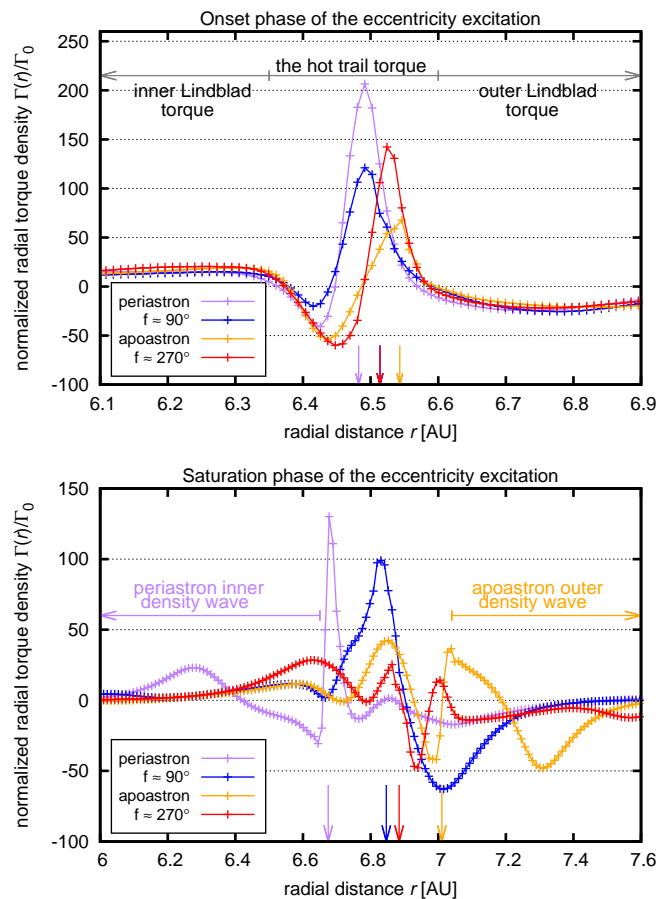 Onset phase of the eccentricity excitation
normalized radial torque density Γ(r)/Γ0
250
200
150
100
50
0
-50
-100
the hot trail torque
inner Lindblad
torque
outer Lindblad
torque
periastron
f ≈ 90°
apoastron
f ≈ 270°
6.1 6.2 6.3 6.4 6.5 6.6 6.7 6.8 6.9
radial distance r [AU]
Saturation phase of the eccentricity excitation
normalized radial torque density Γ(r)/Γ0
150
100
50
0
-50
-100
periastron inner
density wave
apoastron outer
density wave
periastron
f ≈ 90°
apoastron
f ≈ 270°
6 6.2 6.4 6.6 6.8 7 7.2 7.4 7.6
radial distance r [AU]